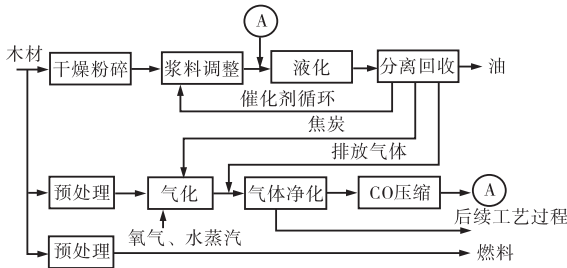 A
木材
干燥粉碎
浆料调整
液化
分离回收
油
催化剂循环
焦炭
排放气体
预处理
气化
气体净化
CO压缩
A
后续工艺过程
氧气、水蒸汽
预处理
燃料